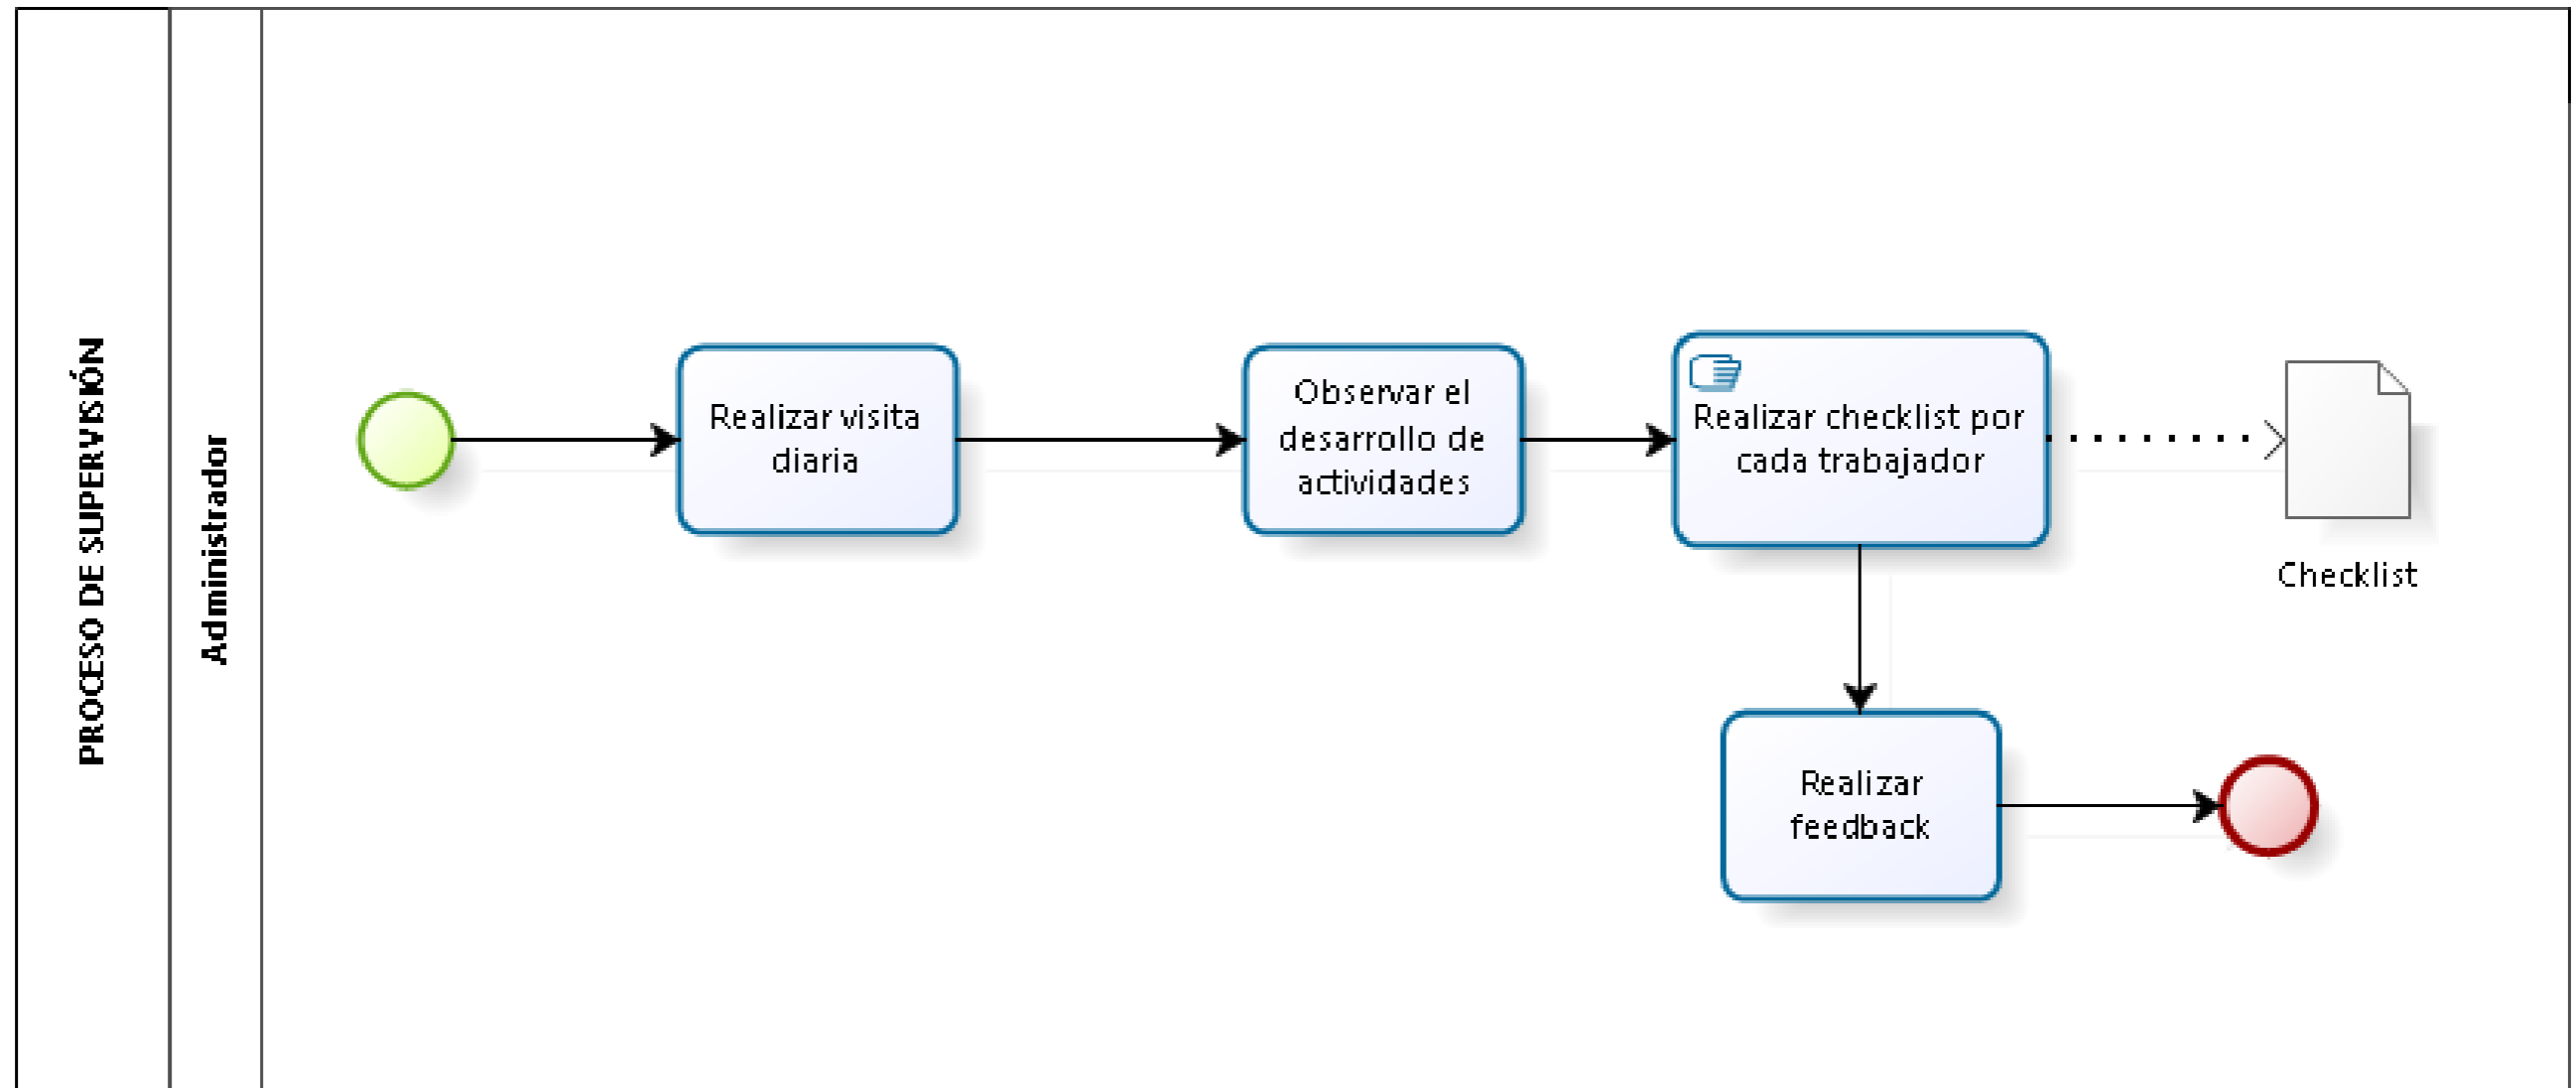 PROCESO DE SUPERVISIÓN
Administrador
Realizar visita
diaria
Observar el
desarrollo de
actividades
Realizar checklist por
cada trabajador
Checklist
Realizar
feedback